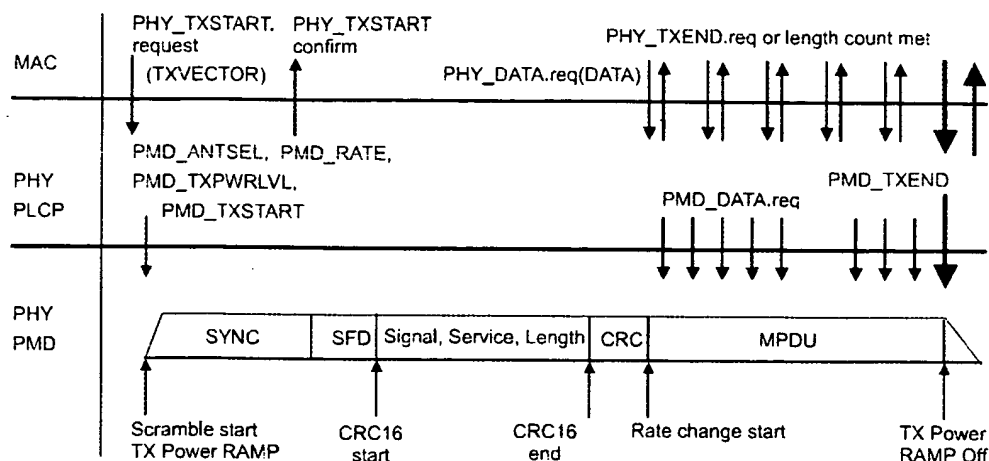 MAC
PHY_TXSTART.
request
(TXVECTOR)
PHY_TXSTART
confirm
PHY_TXEND.req or length count met
PHY_DATA.req(DATA)
PHY
PLCP
PMD_ANTSEL, PMD_RATE,
PMD_TXPWRLVL,
PMD_TXSTART
PMD_DATA.req
PMD_TXEND
PHY
PMD
SYNC
SFD
Signal, Service, Length
CRC
MPDU
Scramble start
TX Power RAMP
CRC16
start
CRC16
end
Rate change start
TX Power
RAMP Off